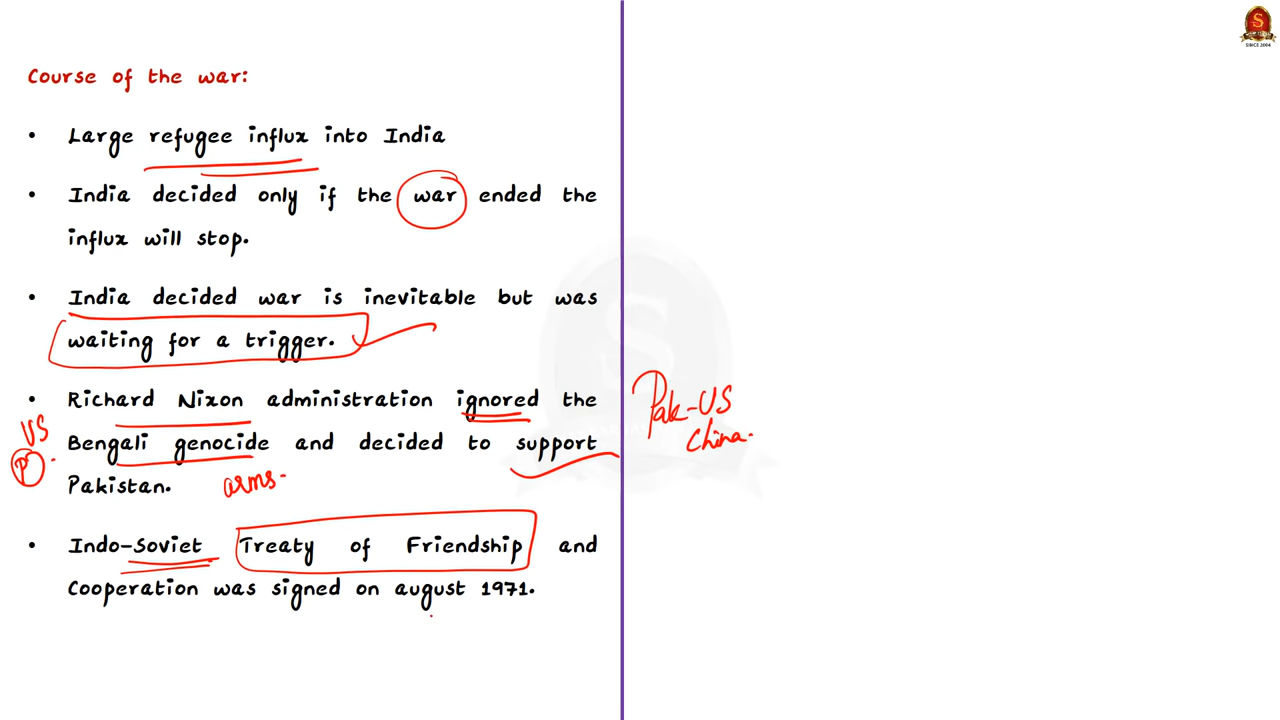 Course of the war:
• Large refugee influx into India
• India decided only if the war ended the
influx will stop.
• India decided war is inevitable but was
waiting for a trigger.
• Richard Nixon administration ignored the
US
Bengali genocide and decided to support
P
Pakistan.
arms.
• Indo-Soviet Treaty of Friendship and
Cooperation was signed on august 1971.
Pak-US
China.
S
SINCE 2004